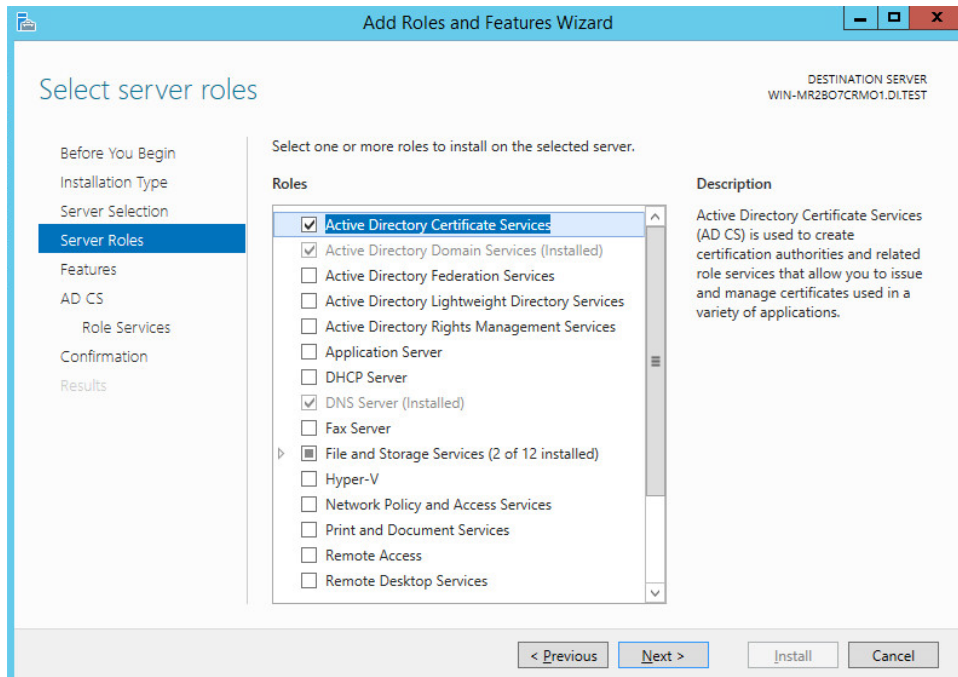 Add Roles and Features Wizard
Select server roles
DESTINATION SERVER
WIN-MR2BO7CRMO1.DI.TEST
Before You Begin
Installation Type
Server Selection
Server Roles
Features
AD CS
Role Services
Confirmation
Results
Select one or more roles to install on the selected server.
Roles
Active Directory Certificate Services
Active Directory Domain Services (Installed)
Active Directory Federation Services
Active Directory Lightweight Directory Services
Active Directory Rights Management Services
Application Server
DHCP Server
DNS Server (Installed)
Fax Server
File and Storage Services (2 of 12 installed)
Hyper-V
Network Policy and Access Services
Print and Document Services
Remote Access
Remote Desktop Services
Description
Active Directory Certificate Services
(AD CS) is used to create
certification authorities and related
role services that allow you to issue
and manage certificates used in a
variety of applications.
< Previous
Next >
Install
Cancel